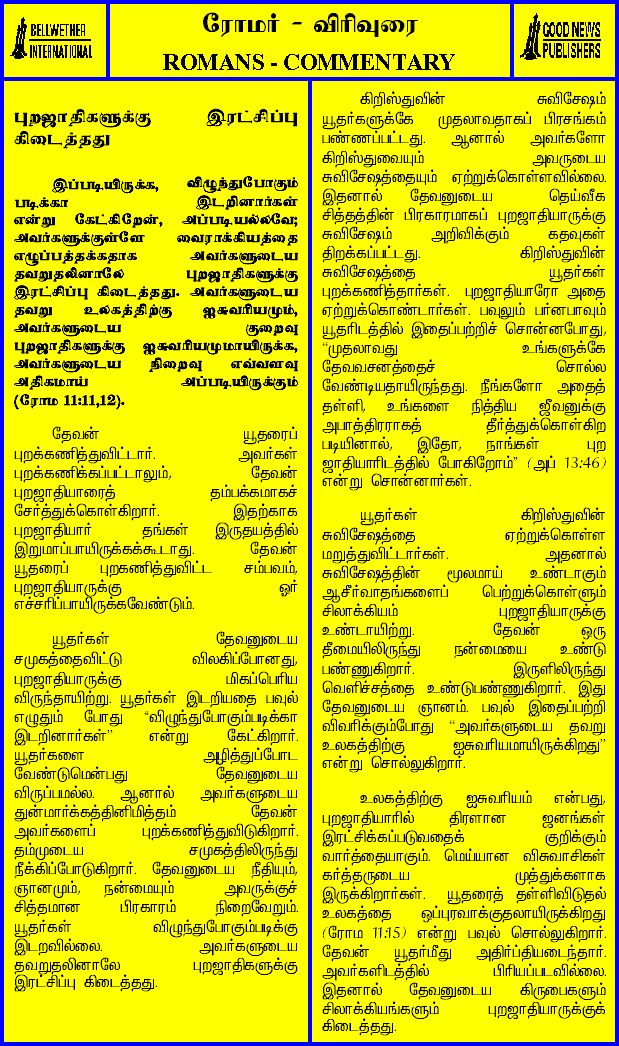 BELLWETHER
INTERNATIONAL
ரோமர் - விரிவுரை
ROMANS - COMMENTARY
GOOD NEWS
PUBLISHERS
புறஜாதிகளுக்கு இரட்சிப்பு
கிடைத்தது
இப்படியிருக்க, விழுந்துபோகும்
படிக்கா இடறினார்கள்
என்று கேட்கிறேன், அப்படியல்லவே;
அவர்களுக்குள்ளே வைராக்கியத்தை
எழுப்பத்தக்கதாக அவர்களுடைய
தவறுதலினாலே புறஜாதிகளுக்கு
இரட்சிப்பு கிடைத்தது. அவர்களுடைய
தவறு உலகத்திற்கு ஐசுவரியமும்,
அவர்களுடைய குறைவு
புறஜாதிகளுக்கு ஐசுவரியமுமாயிருக்க,
அவர்களுடைய நிறைவு எவ்வளவு
அதிகமாய் அப்படியிருக்கும்
(ரோம 11:11,12).
தேவன் யூதரைப்
புறக்கணித்துவிட்டார். அவர்கள்
புறக்கணிக்கப்பட்டாலும், தேவன்
புறஜாதியாரைத் தம்பக்கமாகச்
சேர்த்துக்கொள்கிறார். இதற்காக
புறஜாதியார் தங்கள் இருதயத்தில்
இறுமாப்பாயிருக்கக்கூடாது. தேவன்
யூதரைப் புறகணித்துவிட்ட சம்பவம்,
புறஜாதியாருக்கு ஓர்
எச்சரிப்பாயிருக்கவேண்டும்.
யூதர்கள் தேவனுடைய
சமுகத்தைவிட்டு விலகிப்போனது,
புறஜாதியாருக்கு மிகப்பெரிய
விருந்தாயிற்று. யூதர்கள் இடறியதை பவுல்
எழுதும் போது “விழுந்துபோகும்படிக்கா
இடறினார்கள்” என்று கேட்கிறார்.
யூதர்களை அழித்துப்போட
வேண்டுமென்பது தேவனுடைய
விருப்பமல்ல. ஆனால் அவர்களுடைய
துன்மார்க்கத்தினிமித்தம் தேவன்
அவர்களைப் புறக்கணித்துவிடுகிறார்.
தம்முடைய சமுகத்திலிருந்து
நீக்கிப்போடுகிறார். தேவனுடைய நீதியும்,
ஞானமும், நன்மையும் அவருக்குச்
சித்தமான பிரகாரம் நிறைவேறும்.
யூதர்கள் விழுந்துபோகும்படிக்கு
இடறவில்லை. அவர்களுடைய
தவறுதலினாலே புறஜாதிகளுக்கு
இரட்சிப்பு கிடைத்தது.
கிறிஸ்துவின் சுவிசேஷம்
யூதர்களுக்கே முதலாவதாகப் பிரசங்கம்
பண்ணப்பட்டது. ஆனால் அவர்களோ
கிறிஸ்துவையும் அவருடைய
சுவிசேஷத்தையும் ஏற்றுக்கொள்ளவில்லை.
இதனால் தேவனுடைய தெய்வீக
சித்தத்தின் பிரகாரமாகப் புறஜாதியாருக்கு
சுவிசேஷம் அறிவிக்கும் கதவுகள்
திறக்கப்பட்டது. கிறிஸ்துவின்
சுவிசேஷத்தை யூதர்கள்
புறக்கணித்தார்கள். புறஜாதியாரோ அதை
ஏற்றுக்கொண்டார்கள். பவுலும் பர்னபாவும்
யூதரிடத்தில் இதைப்பற்றிச் சொன்னபோது,
“முதலாவது உங்களுக்கே
தேவவசனத்தைச் சொல்ல
வேண்டியதாயிருந்தது. நீங்களோ அதைத்
தள்ளி, உங்களை நித்திய ஜீவனுக்கு
அபாத்திரராகத் தீர்த்துக்கொள்கிற
படியினால், இதோ, நாங்கள் புற
ஜாதியாரிடத்தில் போகிறோம்” (அப் 13:46)
என்று சொன்னார்கள்.
யூதர்கள் கிறிஸ்துவின்
சுவிசேஷத்தை ஏற்றுக்கொள்ள
மறுத்துவிட்டார்கள். அதனால்
சுவிசேஷத்தின் மூலமாய் உண்டாகும்
ஆசீர்வாதங்களைப் பெற்றுக்கொள்ளும்
சிலாக்கியம் புறஜாதியாருக்கு
உண்டாயிற்று. தேவன் ஒரு
தீமையிலிருந்து நன்மையை உண்டு
பண்ணுகிறார். இருளிலிருந்து
வெளிச்சத்தை உண்டுபண்ணுகிறார். இது
தேவனுடைய ஞானம். பவுல் இதைப்பற்றி
விவரிக்கும்போது “அவர்களுடைய தவறு
உலகத்திற்கு ஐசுவரியமாயிருக்கிறது”
என்று சொல்லுகிறார்.
உலகத்திற்கு ஐசுவரியம் என்பது,
புறஜாதியாரில் திரளான ஜனங்கள்
இரட்சிக்கப்படுவதைக் குறிக்கும்
வார்த்தையாகும். மெய்யான விசுவாசிகள்
கர்த்தருடைய முத்துக்களாக
இருக்கிறார்கள். யூதரைத் தள்ளிவிடுதல்
உலகத்தை ஒப்புரவாக்குதலாயிருக்கிறது
(ரோம 11:15) என்று பவுல் சொல்லுகிறார்.
தேவன் யூதர்மீது அதிர்ப்தியடைந்தார்.
அவர்களிடத்தில் பிரியப்படவில்லை.
இதனால் தேவனுடைய கிருபைகளும்
சிலாக்கியங்களும் புறஜாதியாருக்குக்
கிடைத்தது.